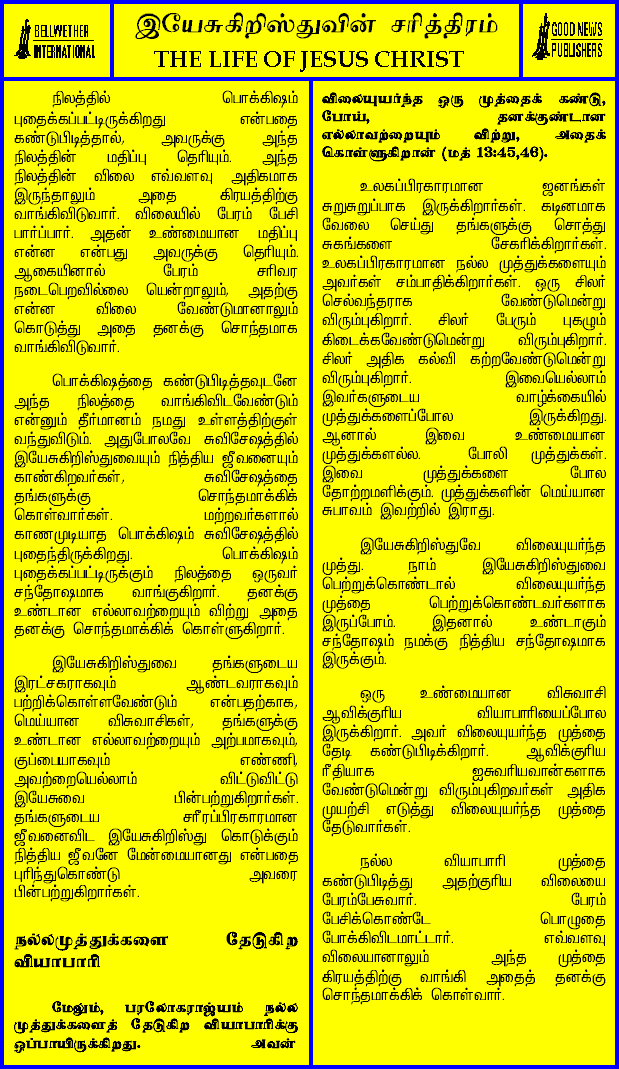 BELLWETHER
INTERNATIONAL
இயேசுகிறிஸ்துவின் சரித்திரம்
THE LIFE OF JESUS CHRIST
GOOD NEWS
PUBLISHERS
நிலத்தில் பொக்கிஷம்
புதைக்கப்பட்டிருக்கிறது என்பதை
கண்டுபிடித்தால், அவருக்கு அந்த
நிலத்தின் மதிப்பு தெரியும். அந்த
நிலத்தின் விலை எவ்வளவு அதிகமாக
இருந்தாலும் அதை கிரயத்திற்கு
வாங்கிவிடுவார். விலையில் பேரம் பேசி
பார்ப்பார். அதன் உண்மையான மதிப்பு
என்ன என்பது அவருக்கு தெரியும்.
ஆகையினால் பேரம் சரிவர
நடைபெறவில்லை யென்றாலும், அதற்கு
என்ன விலை வேண்டுமானாலும்
கொடுத்து அதை தனக்கு சொந்தமாக
வாங்கிவிடுவார்.
பொக்கிஷத்தை கண்டுபிடித்தவுடனே
அந்த நிலத்தை வாங்கிவிடவேண்டும்
என்னும் தீர்மானம் நமது உள்ளத்திற்குள்
வந்துவிடும். அதுபோலவே சுவிசேஷத்தில்
இயேசுகிறிஸ்துவையும் நித்திய ஜீவனையும்
காண்கிறவர்கள், சுவிசேஷத்தை
தங்களுக்கு சொந்தமாக்கிக்
கொள்வார்கள். மற்றவர்களால்
காணமுடியாத பொக்கிஷம் சுவிசேஷத்தில்
புதைந்திருக்கிறது. பொக்கிஷம்
புதைக்கப்பட்டிருக்கும் நிலத்தை ஒருவர்
சந்தோஷமாக வாங்குகிறார். தனக்கு
உண்டான எல்லாவற்றையும் விற்று அதை
தனக்கு சொந்தமாக்கிக் கொள்ளுகிறார்.
இயேசுகிறிஸ்துவை தங்களுடைய
இரட்சகராகவும் ஆண்டவராகவும்
பற்றிக்கொள்ளவேண்டும் என்பதற்காக,
மெய்யான விசுவாசிகள், தங்களுக்கு
உண்டான எல்லாவற்றையும் அற்பமாகவும்,
குப்பையாகவும் எண்ணி,
அவற்றையெல்லாம் விட்டுவிட்டு
இயேசுவை பின்பற்றுகிறார்கள்.
தங்களுடைய சரீரப்பிரகாரமான
ஜீவனைவிட இயேசுகிறிஸ்து கொடுக்கும்
நித்திய ஜீவனே மேன்மையானது என்பதை
புரிந்துகொண்டு அவரை
பின்பற்றுகிறார்கள்.
நல்லமுத்துக்களை தேடுகிற
வியாபாரி
மேலும், பரலோகராஜ்யம் நல்ல
முத்துக்களைத் தேடுகிற வியாபாரிக்கு
ஒப்பாயிருக்கிறது. அவன்
விலையுயர்ந்த ஒரு முத்தைக் கண்டு,
போய், தனக்குண்டான
எல்லாவற்றையும் விற்று, அதைக்
கொள்ளுகிறான் (மத் 13:45,46).
உலகப்பிரகாரமான ஜனங்கள்
சுறுசுறுப்பாக இருக்கிறார்கள். கடினமாக
வேலை செய்து தங்களுக்கு சொத்து
சுகங்களை சேகரிக்கிறார்கள்.
உலகப்பிரகாரமான நல்ல முத்துக்களையும்
அவர்கள் சம்பாதிக்கிறார்கள். ஒரு சிலர்
செல்வந்தராக வேண்டுமென்று
விரும்புகிறார். சிலர் பேரும் புகழும்
கிடைக்கவேண்டுமென்று விரும்புகிறார்.
சிலர் அதிக கல்வி கற்றவேண்டுமென்று
விரும்புகிறார். இவையெல்லாம்
இவர்களுடைய வாழ்க்கையில்
முத்துக்களைப்போல இருக்கிறது.
ஆனால் இவை உண்மையான
முத்துக்களல்ல. போலி முத்துக்கள்.
இவை முத்துக்களை போல
தோற்றமளிக்கும். முத்துக்களின் மெய்யான
சுபாவம் இவற்றில் இராது.
இயேசுகிறிஸ்துவே விலையுயர்ந்த
முத்து. நாம் இயேசுகிறிஸ்துவை
பெற்றுக்கொண்டால் விலையுயர்ந்த
முத்தை பெற்றுக்கொண்டவர்களாக
இருப்போம். இதனால் உண்டாகும்
சந்தோஷம் நமக்கு நித்திய சந்தோஷமாக
இருக்கும்.
ஒரு உண்மையான விசுவாசி
ஆவிக்குரிய வியாபாரியைப்போல
இருக்கிறார். அவர் விலையுயர்ந்த முத்தை
தேடி கண்டுபிடிக்கிறார். ஆவிக்குரிய
ரீதியாக ஐசுவரியவான்களாக
வேண்டுமென்று விரும்புகிறவர்கள் அதிக
முயற்சி எடுத்து விலையுயர்ந்த முத்தை
தேடுவார்கள்.
நல்ல வியாபாரி முத்தை
கண்டுபிடித்து அதற்குரிய விலையை
பேரம்பேசுவார். பேரம்
பேசிக்கொண்டே பொழுதை
போக்கிவிடமாட்டார். எவ்வளவு
விலையானாலும் அந்த முத்தை
கிரயத்திற்கு வாங்கி அதைத் தனக்கு
சொந்தமாக்கிக் கொள்வார்.